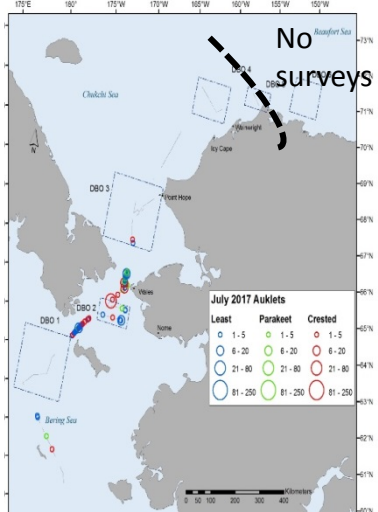 175°E 180° 175°W 170°W 165°W 160°W 155°W 150°W
No surveys
Beaufort Sea
73°N
DBO 4
72°N
Chukchi Sea
71°N
Wainwright
Icy Cape
70°N
N
69°N
DBO 3
Point Hope
68°N
67°N
66°N
Wales
July 2017 Auklets
Least Parakeet Crested
1 - 5 1 - 5 1 - 5
6 - 20 6 - 20 6 - 20
21 - 80 21 - 80 21 - 80
81 - 250 81 - 250 81 - 250
65°N
DBO 2
DBO 1
Nome
64°N
63°N
Bering Sea
62°N
61°N
Kilometers
0 50 100 200 300 400
60°N